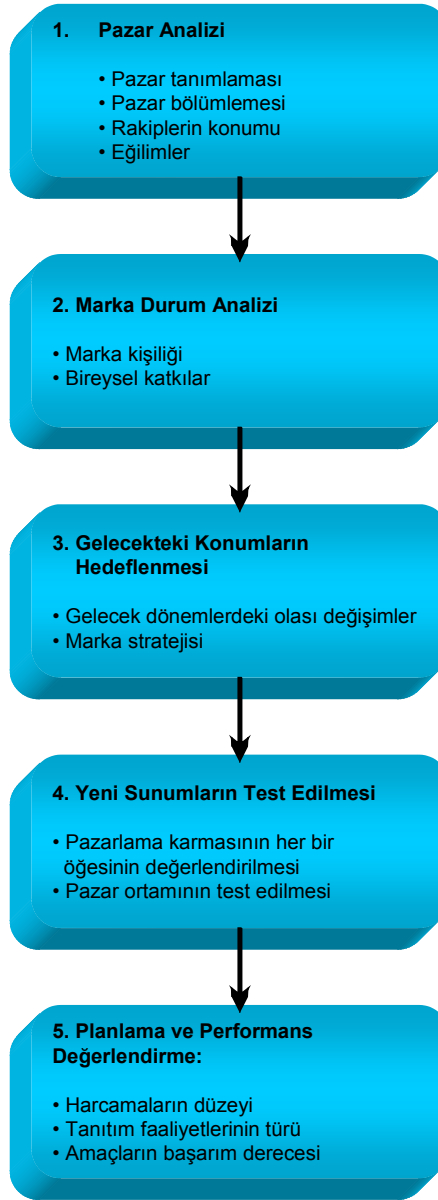 1. Pazar Analizi
• Pazar tanımlaması
• Pazar bölümlemesi
• Rakiplerin konumu
• Eğilimler
2. Marka Durum Analizi
• Marka kişiliği
• Bireysel katkılar
3. Gelecekteki Konumların
Hedeflenmesi
• Gelecek dönemlerdeki olası değişimler
• Marka stratejisi
4. Yeni Sunumların Test Edilmesi
• Pazarlama karmasının her bir
öğesinin değerlendirilmesi
• Pazar ortamının test edilmesi
5. Planlama ve Performans
Değerlendirme:
• Harcamaların düzeyi
• Tanıtım faaliyetlerinin türü
• Amaçların başarım derecesi